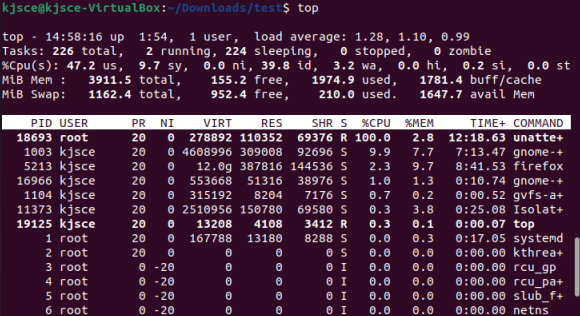 kjsce@kjsce-VirtualBox:~/Downloads/test$ top
top - 14:58:16 up  1:54,  1 user,  load average: 1.28, 1.10, 0.99
Tasks: 226 total,   2 running, 224 sleeping,   0 stopped,   0 zombie
%Cpu(s): 47.2 us,  9.7 sy,  0.0 ni, 39.8 id,  3.2 wa,  0.0 hi,  0.2 si,  0.0 st
MiB Mem :   3911.5 total,    155.2 free,   1974.9 used,   1781.4 buff/cache
MiB Swap:   1162.4 total,    952.4 free,    210.0 used.   1647.7 avail Mem
PID USER      PR  NI    VIRT    RES    SHR S  %CPU  %MEM     TIME+ COMMAND
18693 root      20   0  278892 110352  69376 R 100.0   2.8  12:18.63 unatte+
1003 kjsce     20   0 4608996 309008  92696 S   9.9   7.7   7:13.47 gnome-+
5213 kjsce     20   0   12.0g 387816 144536 S   2.3   9.7   8:41.53 firefox
16966 kjsce     20   0  553668  51316  38976 S   1.0   1.3   0:10.74 gnome-+
1104 kjsce     20   0  315192   8204   7176 S   0.7   0.2   0:00.52 gvfs-a+
11373 kjsce     20   0 2510956 150780  69580 S   0.3   3.8   0:25.08 Isolat+
19125 kjsce     20   0   13208   4108   3412 R   0.3   0.1   0:00.07 top
1 root      20   0  167788  13180   8288 S   0.0   0.3   0:17.05 systemd
2 root      20   0       0      0      0 S   0.0   0.0   0:00.00 kthrea+
3 root       0 -20       0      0      0 I   0.0   0.0   0:00.00 rcu_gp
4 root       0 -20       0      0      0 I   0.0   0.0   0:00.00 rcu_pa+
5 root       0 -20       0      0      0 I   0.0   0.0   0:00.00 slub_f+
6 root       0 -20       0      0      0 I   0.0   0.0   0:00.00 netns